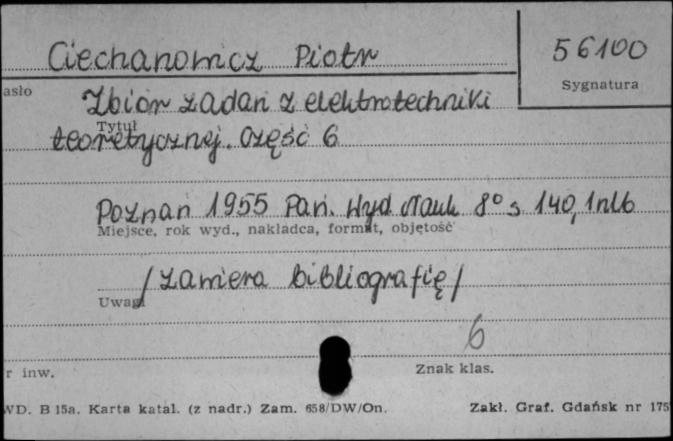 Ciechanowicz Piotr
56100
asło
Sygnatura
Zbiór zadań z elektrotechniki
Tytuł
teoretycznej. Część 6
Poznań 1955 Pań. Wyd Nauk 8° s 140, 1nlb
Miejsce, rok wyd., nakładca, format, objętość
/zawiera bibliografię/
Uwagi
6
r inw.
Znak klas.
WD. B 15a. Karta katal. (z nadr.) Zam. 658/DW/On.
Zakł. Graf. Gdańsk nr 175